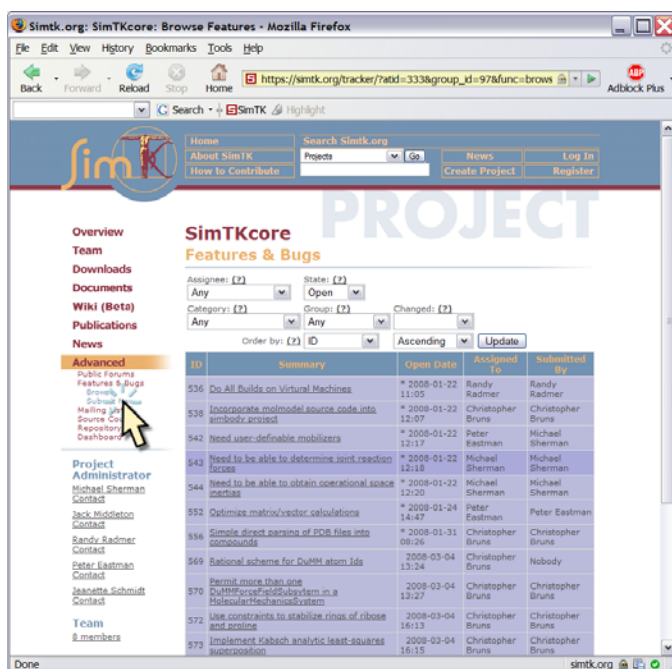 Simtk.org: SimTKcore: Browse Features - Mozilla Firefox
File Edit View History Bookmarks Tools Help
Back Forward Reload Stop Home https://simtk.org/tracker/?atid=333&group_id=97&func=brows Adblock Plus
Search SimTK Highlight
SimTK
Home Search Simtk.org
About SimTK Projects Go News Log In
How to Contribute Create Project Register
PROJECT
Overview
Team
Downloads
Documents
Wiki (Beta)
Publications
News
Advanced
Public Forums
Features & Bugs
Browse
Submit
Mailing
Source
Repository
Dashboard
Project
Administrator
Michael Sherman
Contact
Jack Middleton
Contact
Randy Radmer
Contact
Peter Eastman
Contact
Jeanette Schmidt
Contact
Team
8 members
SimTKcore
Features & Bugs
Assignee: (?) State: (?)
Any Open
Category: (?) Group: (?) Changed: (?)
Any Any
Order by: (?) ID Ascending Update
ID Summary Open Date Assigned To Submitted By
536 Do All Builds on Virtural Machines * 2008-01-22 11:05 Randy Radmer Randy Radmer
538 Incorporate molmodel source code into simbody project * 2008-01-22 12:07 Christopher Bruns Christopher Bruns
542 Need user-definable mobilizers * 2008-01-22 12:17 Peter Eastman Michael Sherman
543 Need to be able to determine joint reaction forces * 2008-01-22 12:18 Michael Sherman Michael Sherman
544 Need to be able to obtain operational space inertias * 2008-01-22 12:20 Michael Sherman Michael Sherman
552 Optimize matrix/vector calculations * 2008-01-24 14:47 Peter Eastman Peter Eastman
556 Simple direct parsing of PDB files into compounds * 2008-01-31 08:26 Christopher Bruns Christopher Bruns
569 Rational scheme for DuMM atom Ids 2008-03-04 13:24 Christopher Bruns Nobody
570 Permit more than one DuMMForceFieldSubsytem in a MolecularMechanicsSystem 2008-03-04 13:27 Christopher Bruns Christopher Bruns
572 Use constraints to stabilize rings of ribose and proline 2008-03-04 16:13 Christopher Bruns Christopher Bruns
573 Implement Kabsch analytic least-squares superposition 2008-03-04 16:15 Christopher Bruns Christopher Bruns
Done simtk.org